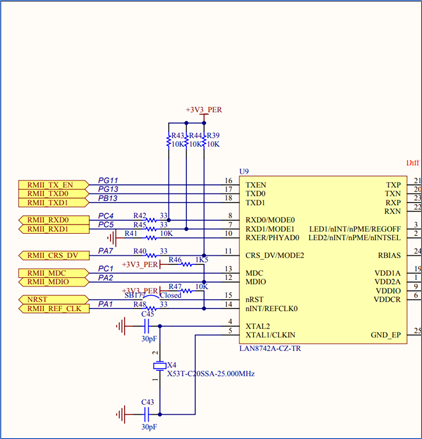 +3V3_PER
R43 R44 R39
10K 10K 10K
U9
Diff
RMII_TX_EN PG11 16 TXEN TXP 21
RMII_TXD0 PG13 17 TXD0 TXN 20
RMII_TXD1 PB13 18 TXD1 RXP 23
RXN 22
RMII_RXD0 PC4 R42 33 8 RXD0/MODE0
RMII_RXD1 PC5 R45 33 7 RXD1/MODE1 LED1/nINT/nPME/REGOFF 3
R41 10K 10 RXER/PHYAD0 LED2/nINT/nPME/nINTSEL 2
RMII_CRS_DV PA7 R40 33 11 CRS_DV/MODE2 RBIAS 24
+3V3_PER R46 1K5
RMII_MDC PC1 13 MDC VDD1A 19
RMII_MDIO PA2 12 MDIO VDD2A 1
+3V3_PER R47 10K VDDIO 9
NRST Closed 15 nRST VDDCR 6
RMII_REF_CLK PA1 R48 33 14 nINT/REFCLK0
C45
30pF
4 XTAL2
5 XTAL1/CLKIN GND_EP 25
LAN8742A-CZ-TR
2
X4
X53T-C20SSA-25.000MHz
1
C43
30pF